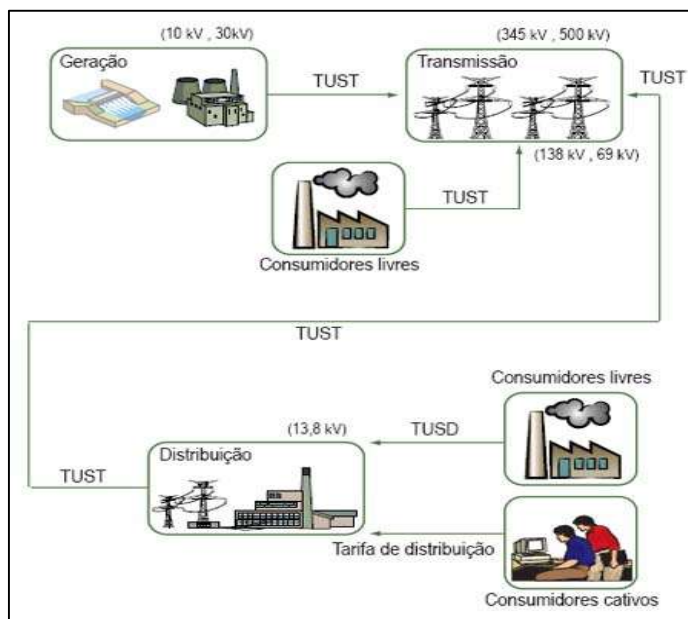 (10 kV , 30kV)
(345 kV , 500 kV)
Geração
TUST
Transmissão
TUST
(138 kV , 69 kV)
TUST
Consumidores livres
TUST
Consumidores livres
(13,8 kV)
TUSD
Distribuição
TUST
Tarifa de distribuição
Consumidores cativos